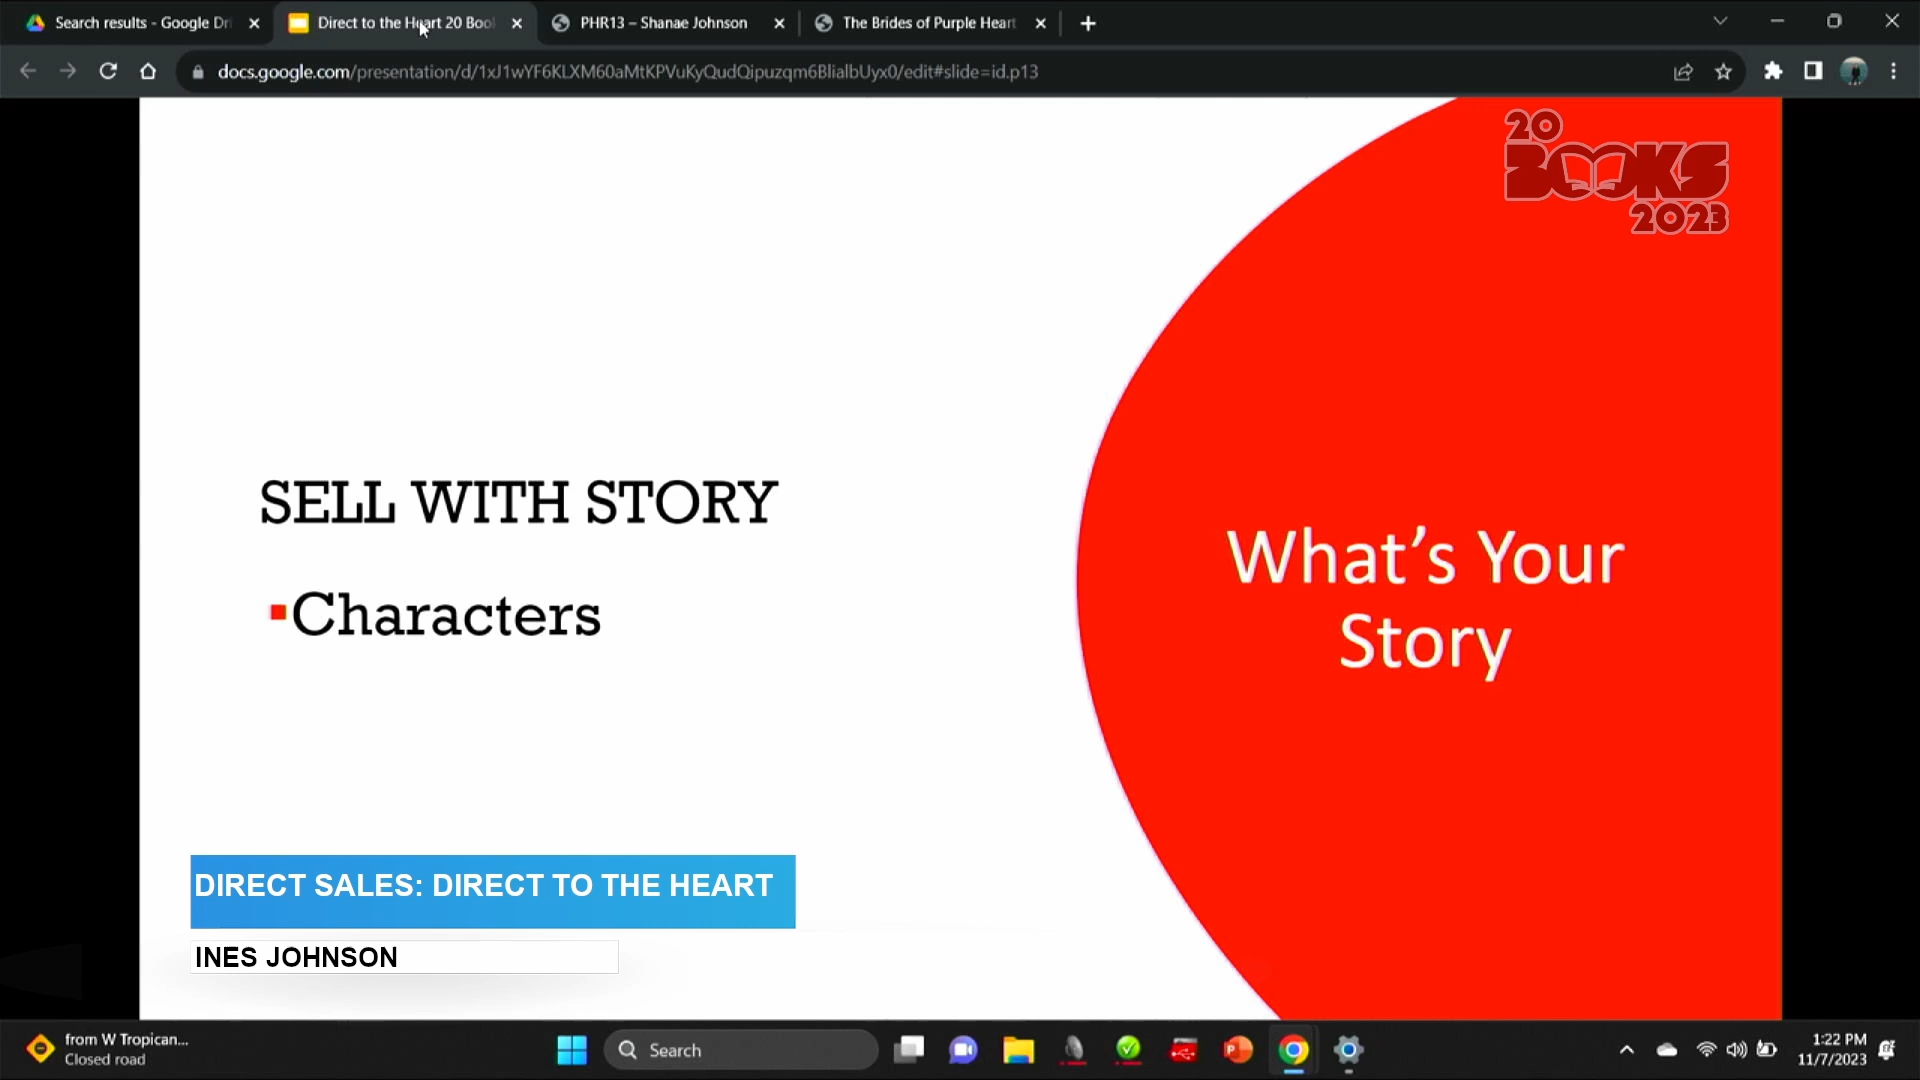 Search results - Google Dri
Direct to the Heart 20 Boo
PHR13 – Shanae Johnson
The Brides of Purple Heart
docs.google.com/presentation/d/1xJ1wYF6KLXM60aMtKPVuKyQudQipuzqm6BlialbUyx0/edit#slide=id.p13
20
BOOKS
2023
SELL WITH STORY
▪Characters
What's Your
Story
DIRECT SALES: DIRECT TO THE HEART
INES JOHNSON
from W Tropican...
Closed road
Search
1:22 PM
11/7/2023